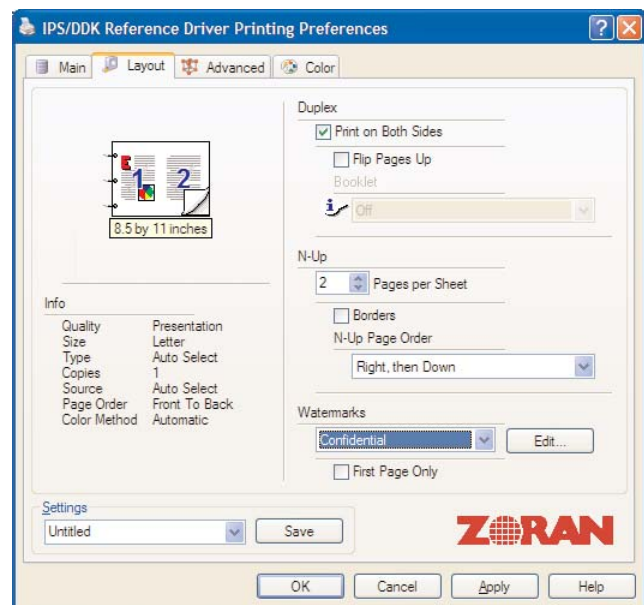 IPS/DDK Reference Driver Printing Preferences
Main
Layout
Advanced
Color
E
1
2
8.5 by 11 inches
Info
Quality Presentation
Size Letter
Type Auto Select
Copies 1
Source Auto Select
Page Order Front To Back
Color Method Automatic
Duplex
Print on Both Sides
Flip Pages Up
Booklet
Off
N-Up
2 Pages per Sheet
Borders
N-Up Page Order
Right, then Down
Watermarks
Confidential Edit...
First Page Only
Settings
Untitled Save
ZORAN
OK Cancel Apply Help